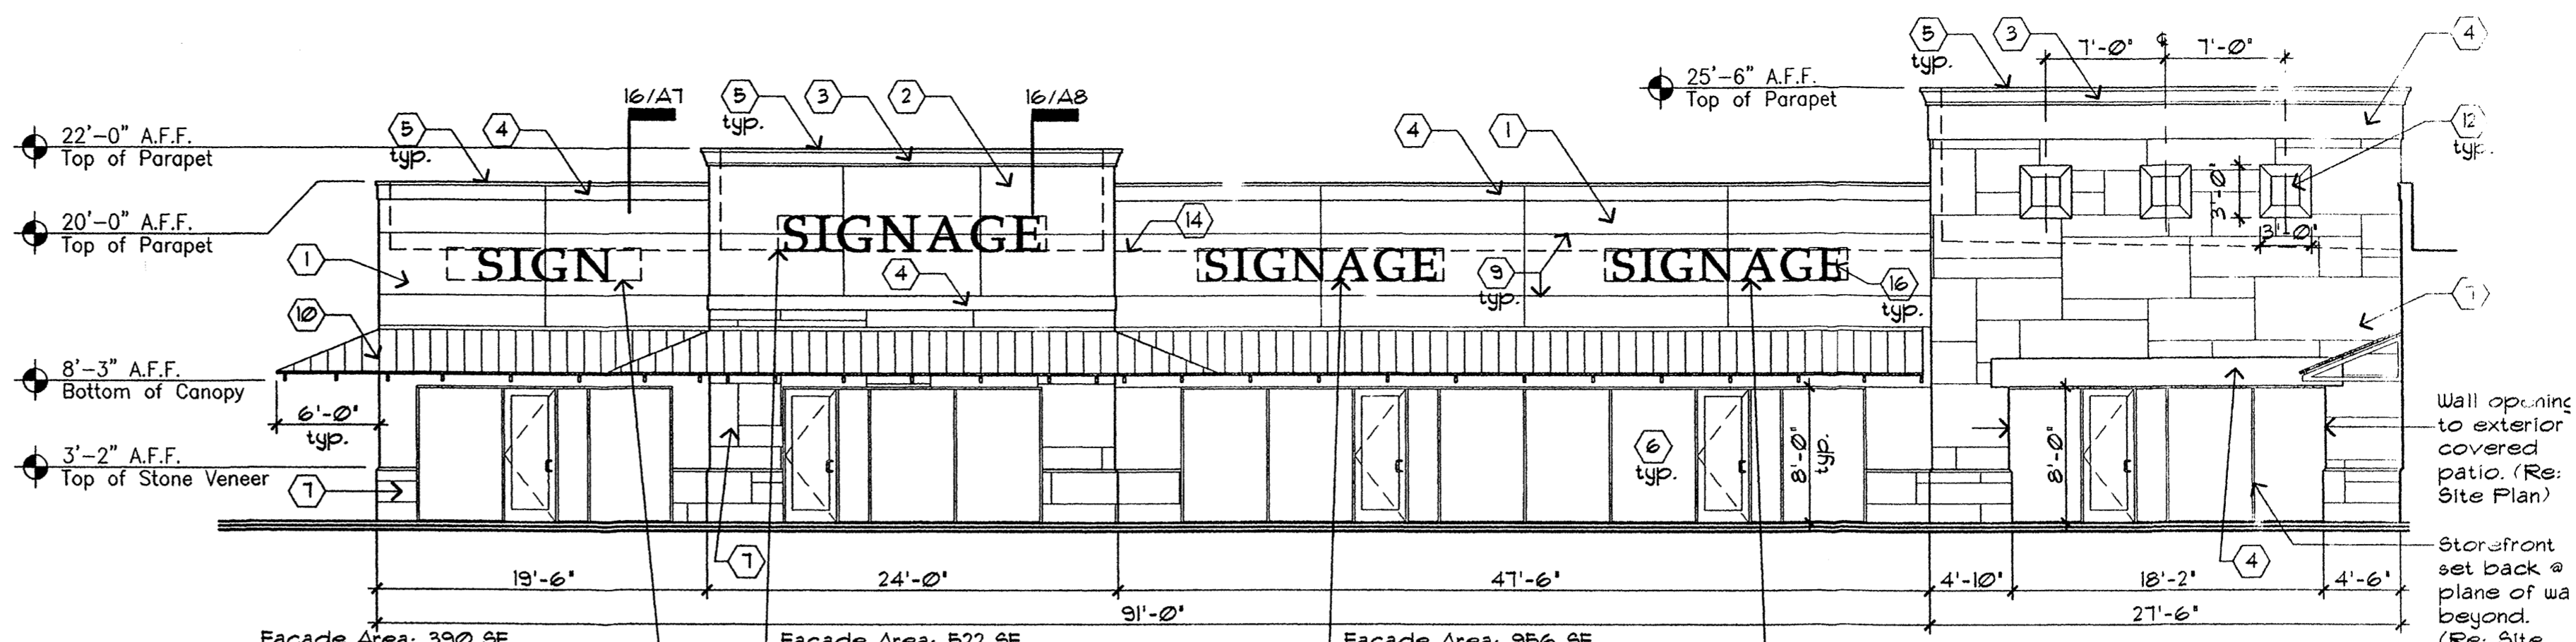 5
typ.
3
7'-0"
7'-0"
4
25'-6" A.F.F.
Top of Parapet
12
typ.
22'-0" A.F.F.
Top of Parapet
5
typ.
4
16/A7
5
typ.
3
2
16/A8
4
1
20'-0" A.F.F.
Top of Parapet
3'-0"
3'-0"
14
SIGNAGE
1
SIGN
4
SIGNAGE
9
typ.
SIGNAGE
16
typ.
10
8'-3" A.F.F.
Bottom of Canopy
6'-0"
typ.
3'-2" A.F.F.
Top of Stone Veneer
7
7
6
typ.
8'-0"
typ.
8'-0"
4
Wall opening
to exterior
covered
patio. (Re:
Site Plan)
Storefront
set back @
plane of wa
beyond.
(Re: Site
19'-6"
24'-0"
47'-6"
4'-10"
18'-2"
4'-6"
91'-0"
27'-6"
Facade Area: 390 SF
Facade Area: 522 SF
Facade Area: 956 SF